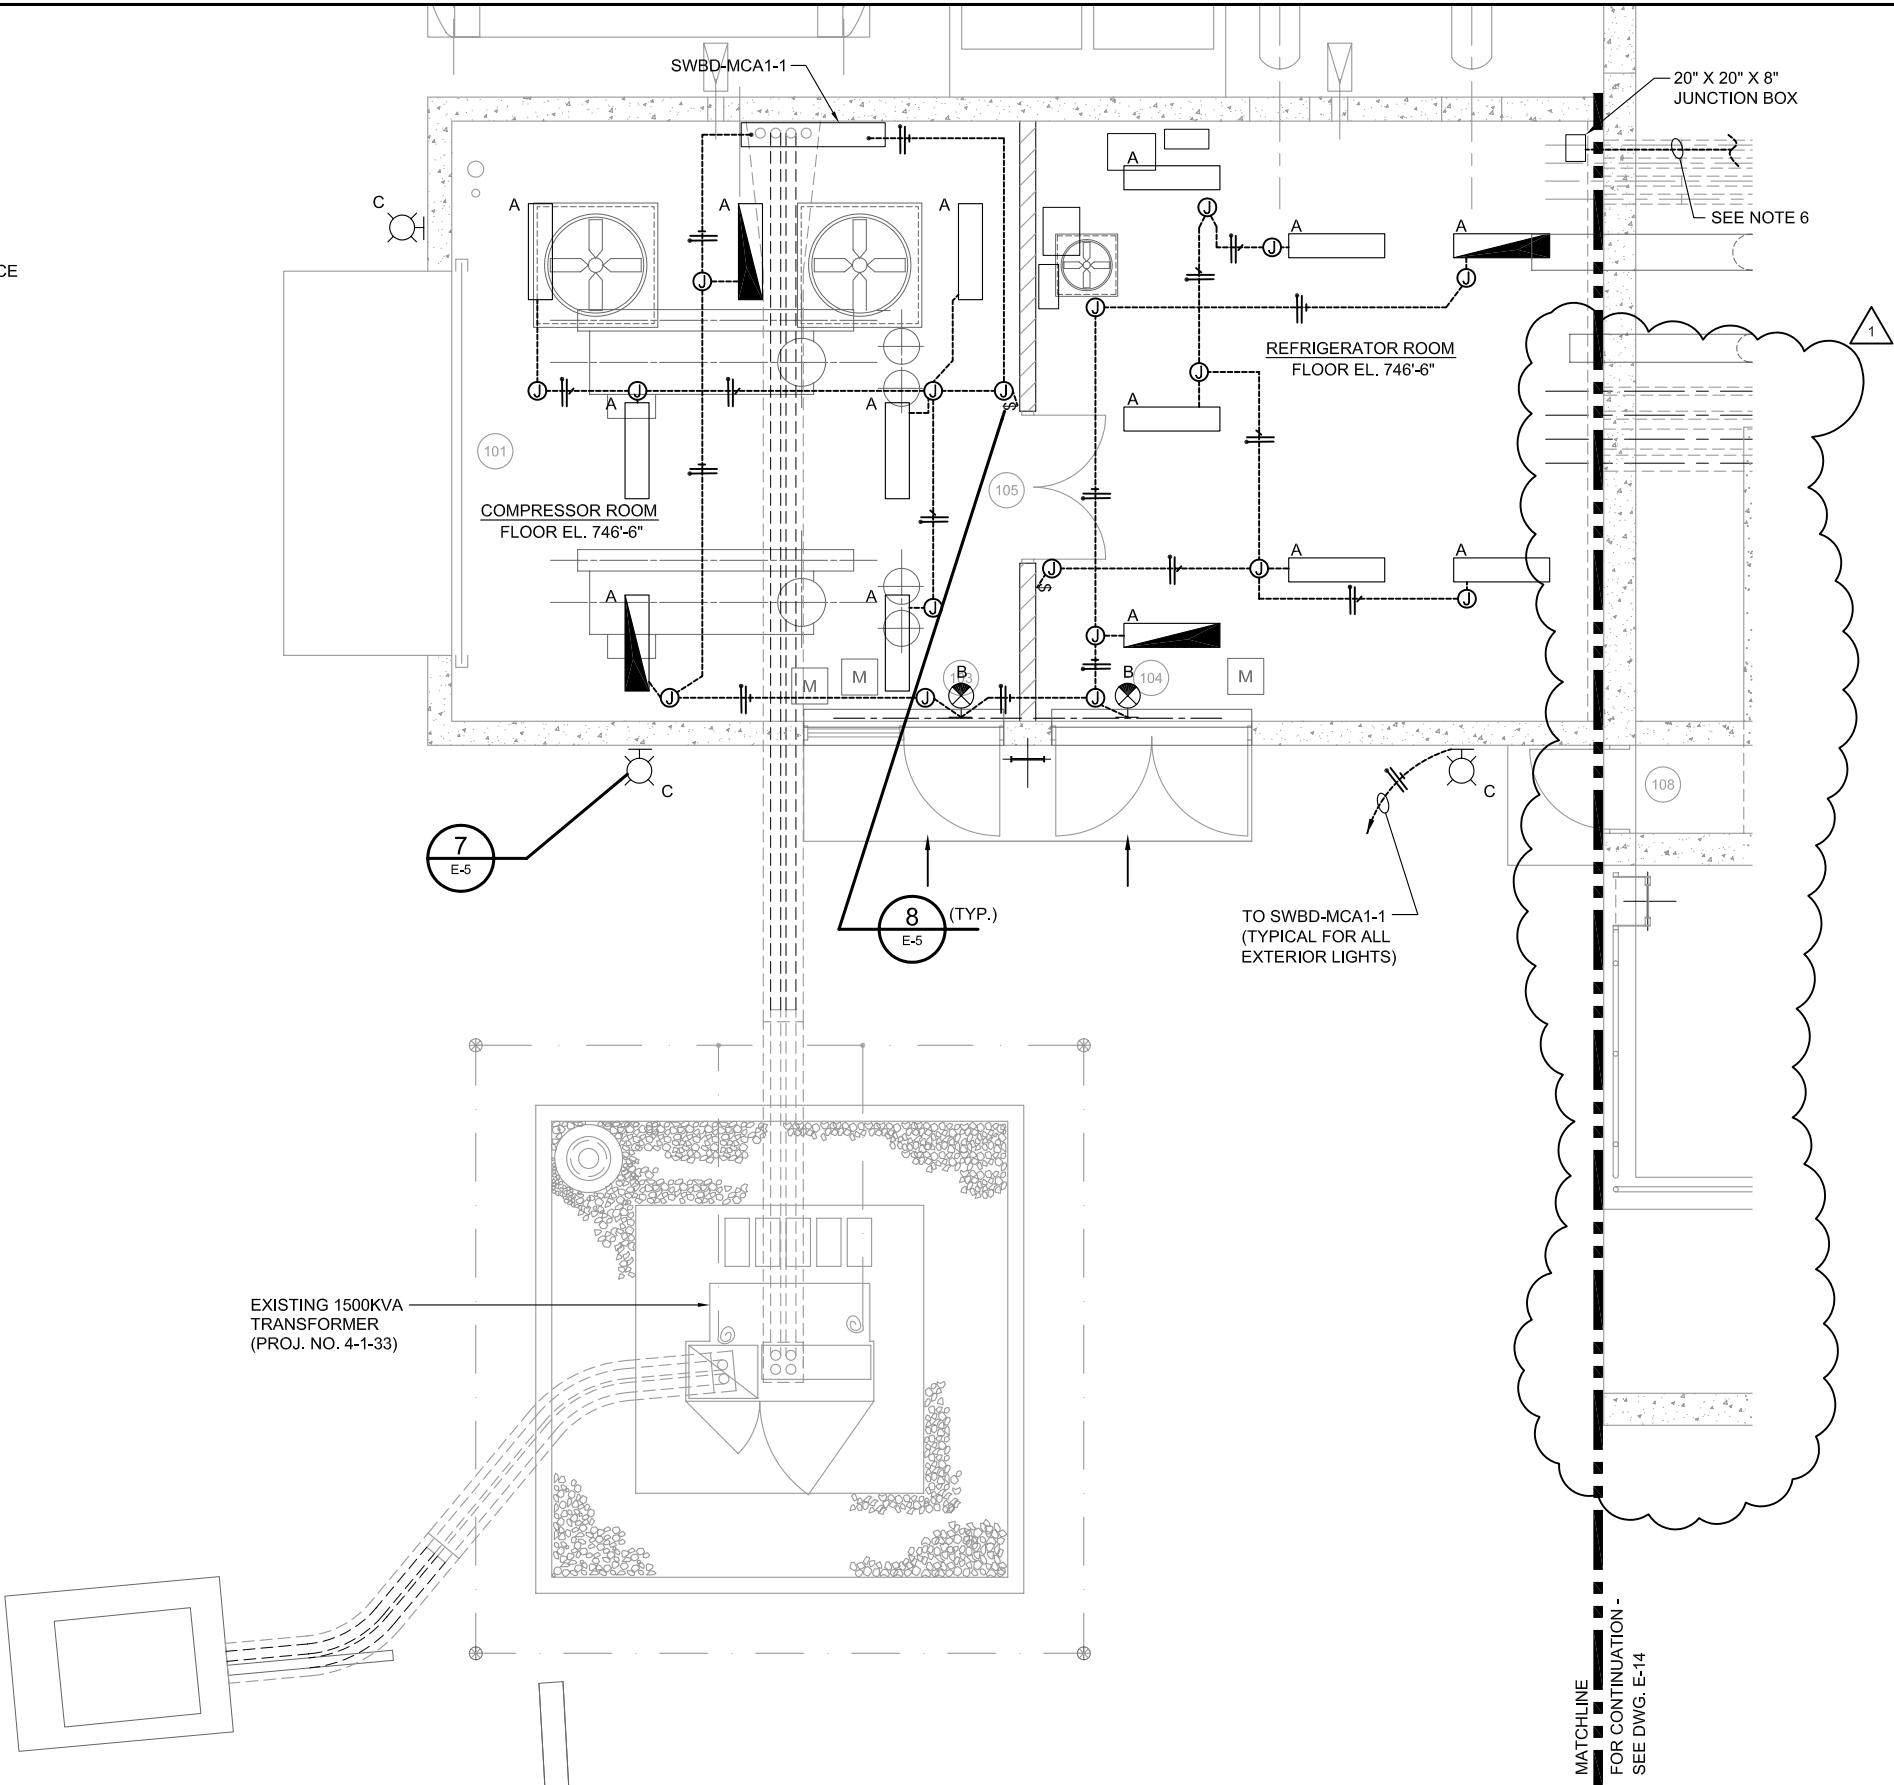 SWBD-MCA1-1
20" X 20" X 8"
JUNCTION BOX
A
C
A
A
A
SEE NOTE 6
A
A
CE
J
J
J
J
J
1
REFRIGERATOR ROOM
FLOOR EL. 746'-6"
J
J
J
J
J
$
A
A
A
101
105
COMPRESSOR ROOM
FLOOR EL. 746'-6"
A
A
J
J
$
A
A
J
J
A
J
M
M
B
103
B
104
M
J
J
J
C
C
108
7
E-5
8
E-5
(TYP.)
TO SWBD-MCA1-1
(TYPICAL FOR ALL
EXTERIOR LIGHTS)
EXISTING 1500KVA
TRANSFORMER
(PROJ. NO. 4-1-33)
MATCHLINE
FOR CONTINUATION -
SEE DWG. E-14